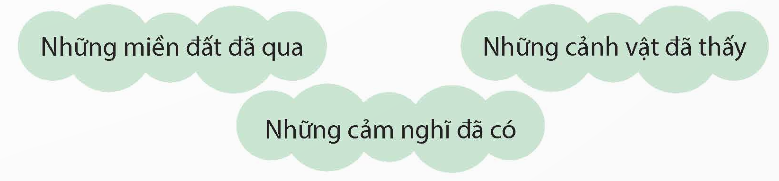 Những miền đất đã qua
Những cảnh vật đã thấy
Những cảm nghĩ đã có